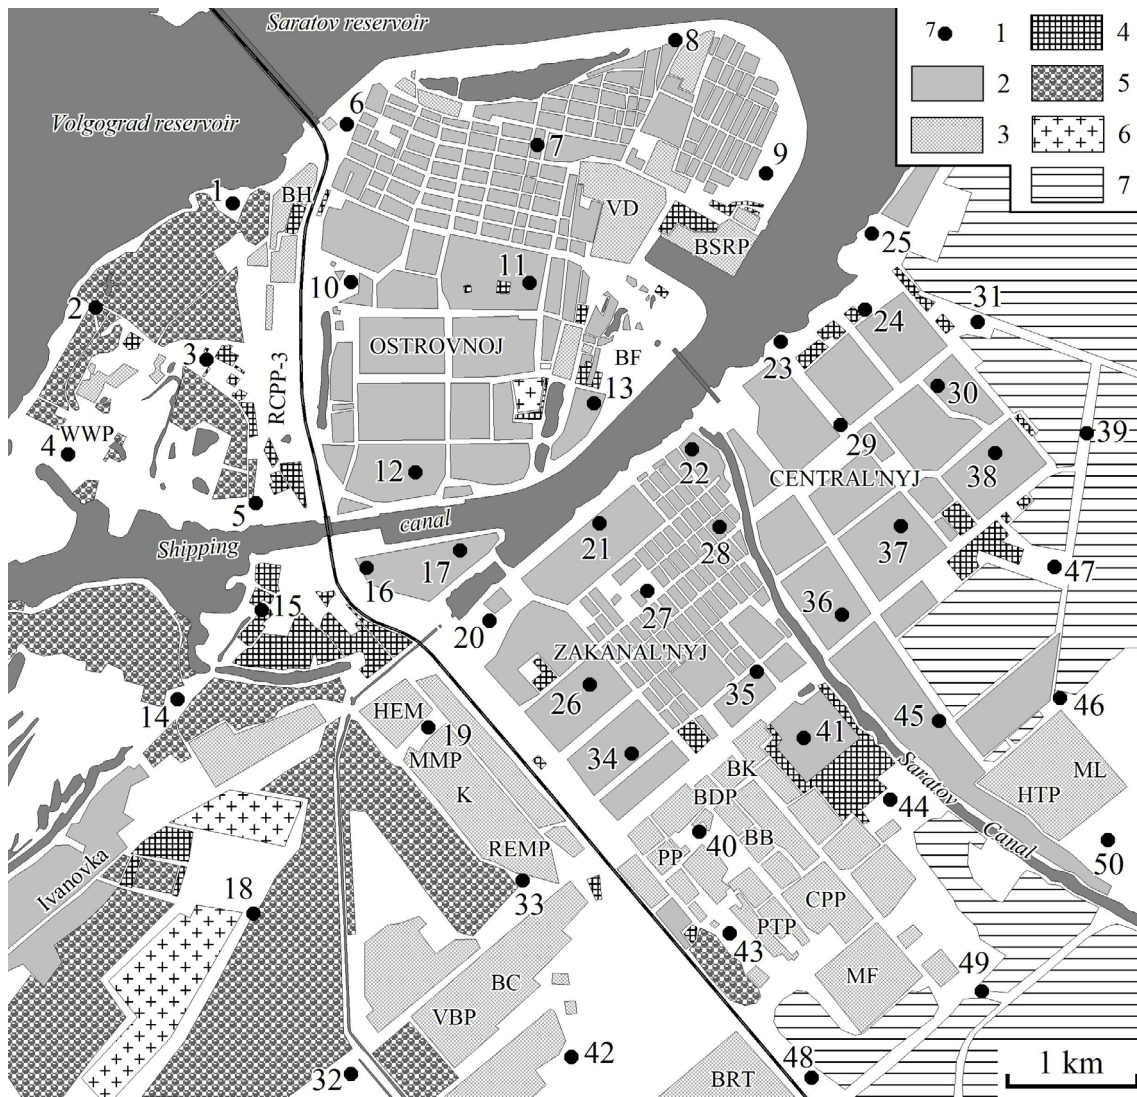 Saratov reservoir
Volgograd reservoir
7 1
2
3
4
5
6
7
8
6
7
9
1
BH
VD
BSRP
25
2
10
11
31
24
3
OSTROVNOJ
BF
23
RCPP-3
13
30
4
WWP
12
22
29
39
CENTRAL'NYJ
38
5
Shipping
canal
21
28
37
17
16
47
15
20
27
36
ZAKANAL'NYJ
14
26
35
HEM
19
45
46
MMP
34
41
K
BK
Saratov
Canal
ML
BDP
44
HTP
REMP
BB
40
50
PP
Ivanovka
18
33
CPP
PTP
43
BC
MF
49
VBP
32
42
48
BRT
1 km